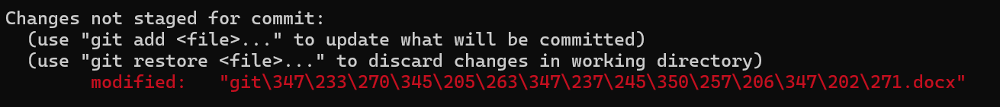 Changes not staged for commit:
  (use "git add <file>..." to update what will be committed)
  (use "git restore <file>..." to discard changes in working directory)
        modified:   "git\347\233\270\345\205\263\347\237\245\350\257\206\347\202\271.docx"